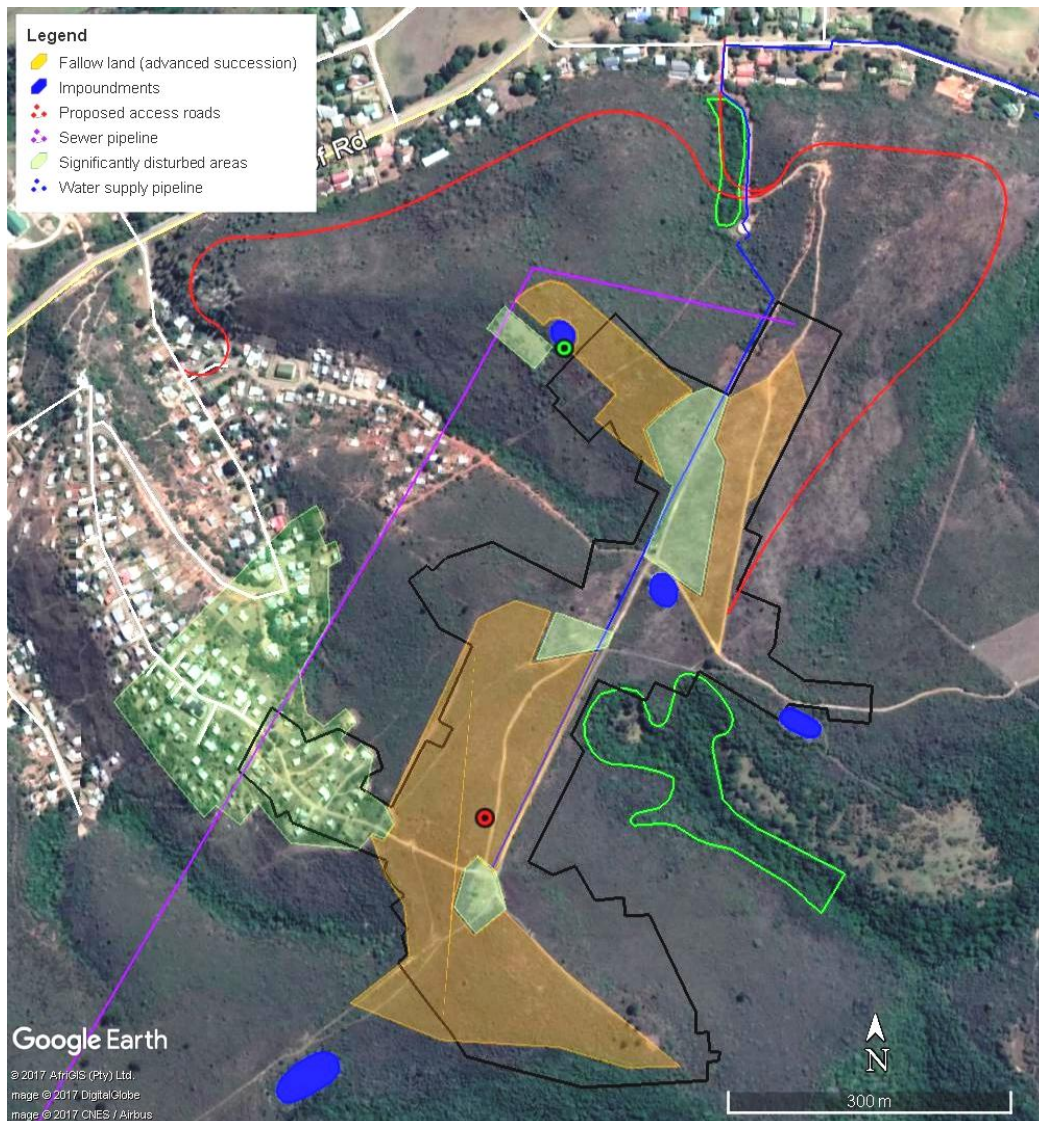 Legend
Fallow land (advanced succession)
Impoundments
Proposed access roads
Sewer pipeline
Significantly disturbed areas
Water supply pipeline
f Rd
Google Earth
© 2017 AfriGIS (Pty) Ltd.
mage © 2017 DigitalGlobe
mage © 2017 CNES / Airbus
N
300 m